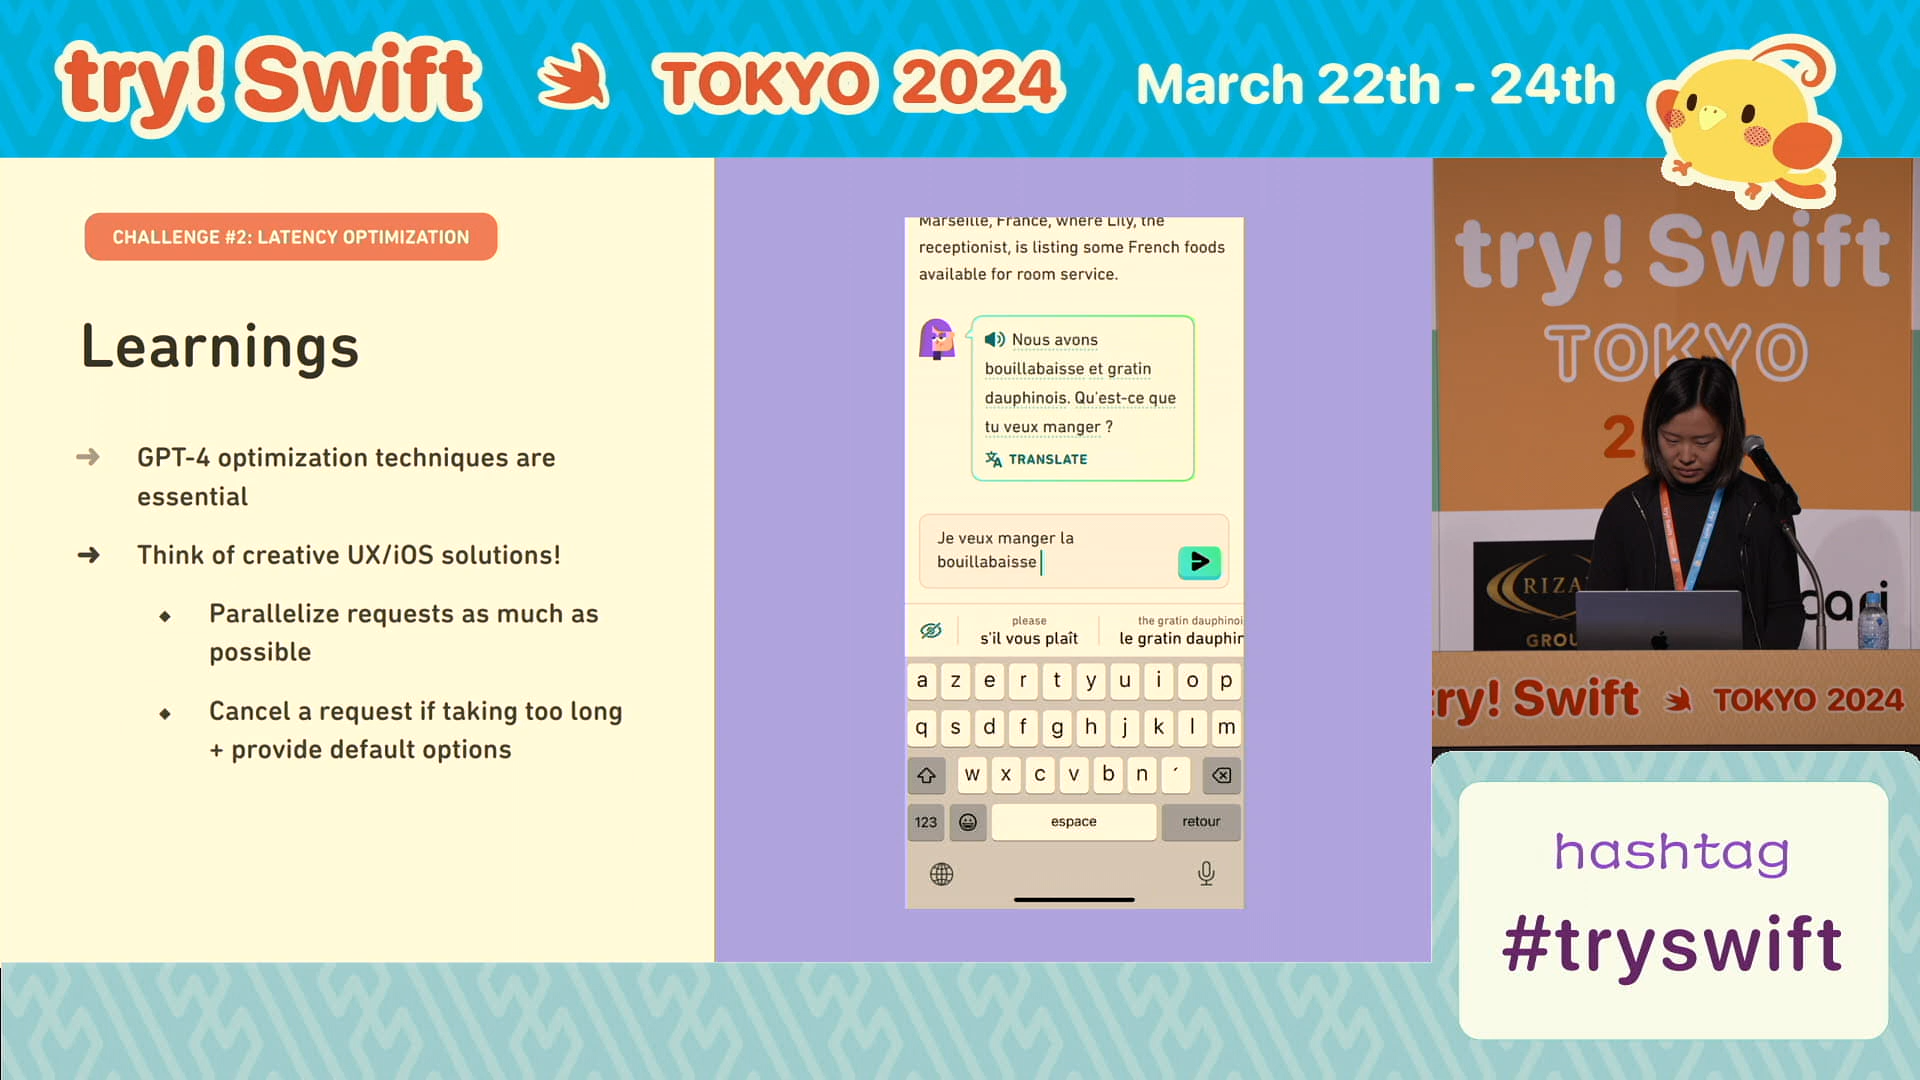 try! Swift TOKYO 2024 March 22th - 24th
CHALLENGE #2: LATENCY OPTIMIZATION
Learnings
➜ GPT-4 optimization techniques are
essential
➜ Think of creative UX/iOS solutions!
◆ Parallelize requests as much as
possible
◆ Cancel a request if taking too long
+ provide default options
Marseille, France, where Lily, the
receptionist, is listing some French foods
available for room service.
Nous avons
bouillabaisse et gratin
dauphinois. Qu'est-ce que
tu veux manger ?
TRANSLATE
Je veux manger la
bouillabaisse
please
s'il vous plaît
the gratin dauphinoi
le gratin dauphin
a z e r t y u i o p
q s d f g h j k l m
w x c v b n ´
123 espace retour
try! Swift
TOKYO
2
RIZA
GROU
try! Swift TOKYO 2024
hashtag
#tryswift